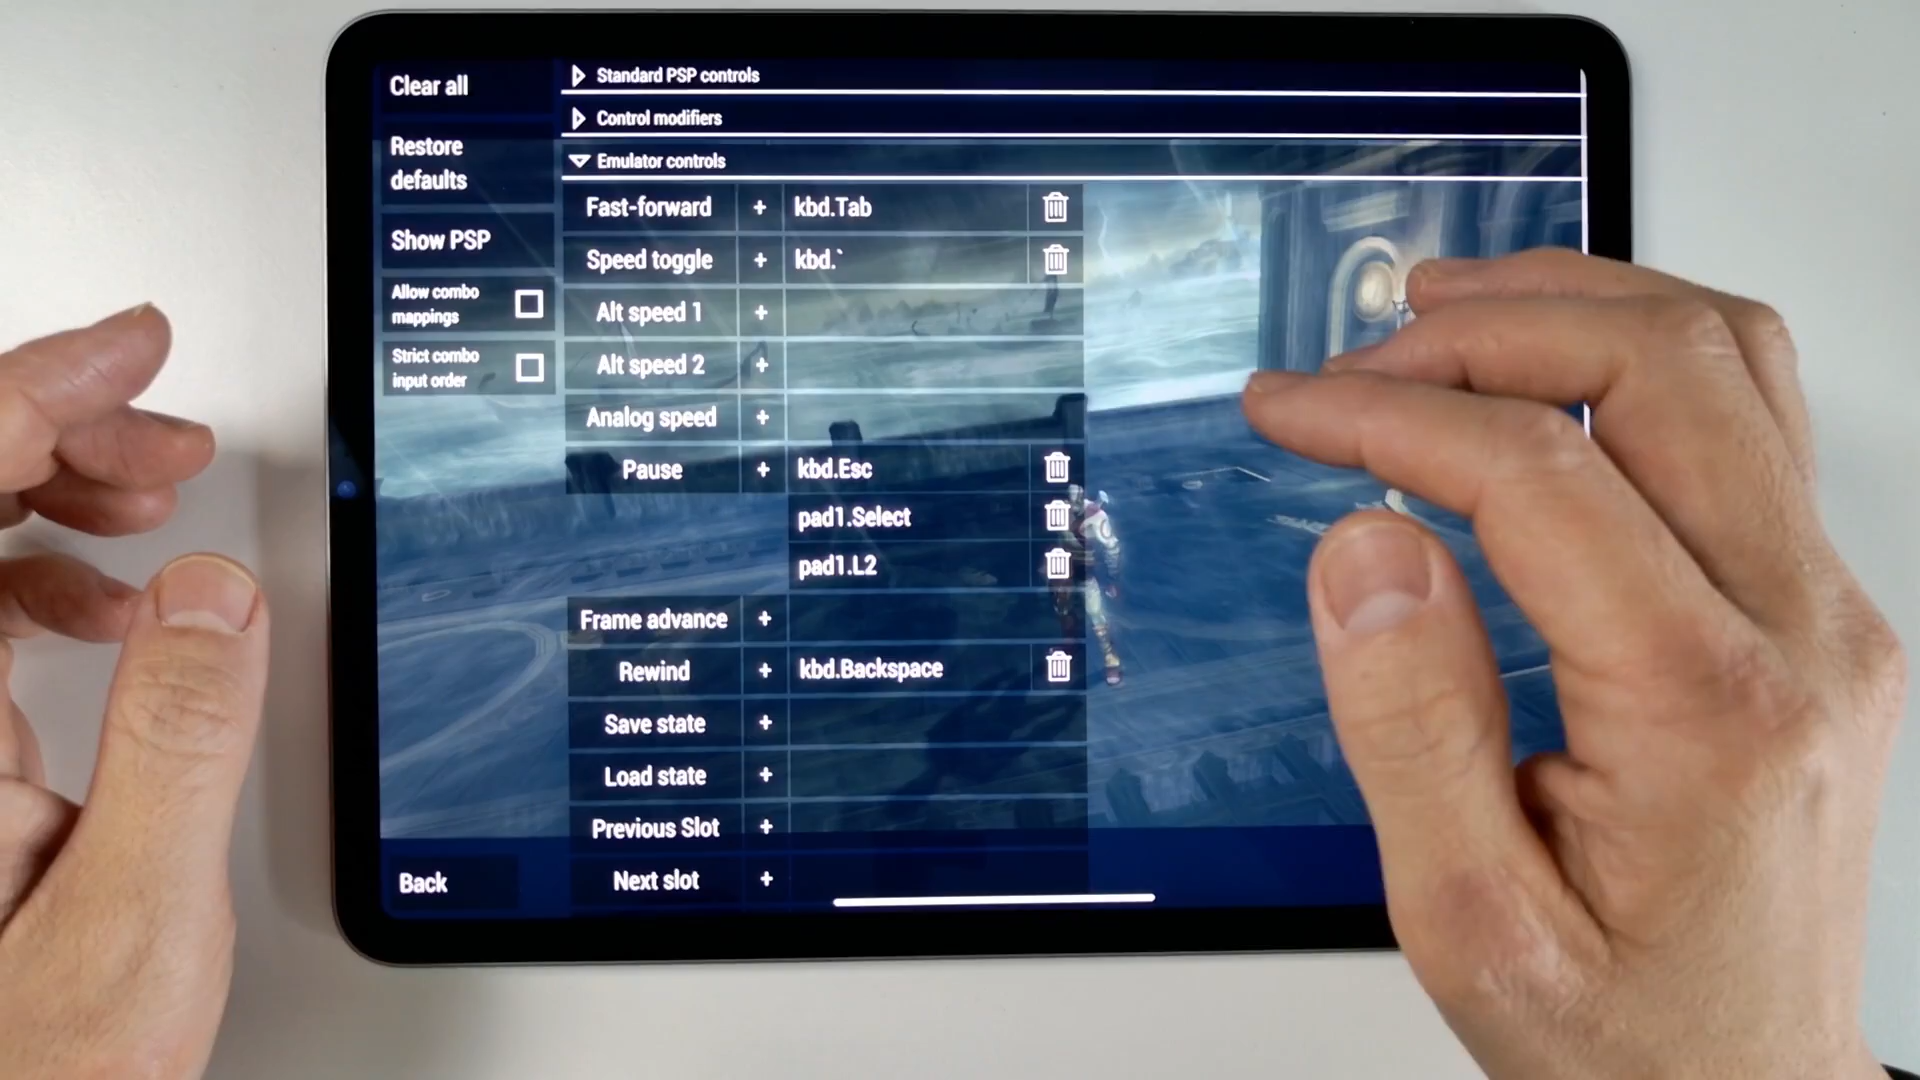 Clear all
Restore
defaults
Show PSP
Allow combo
mappings
Strict combo
input order
Back
Standard PSP controls
Control modifiers
Emulator controls
Fast-forward + kbd.Tab
Speed toggle + kbd.`
Alt speed 1 +
Alt speed 2 +
Analog speed +
Pause + kbd.Esc
pad1.Select
pad1.L2
Frame advance +
Rewind + kbd.Backspace
Save state +
Load state +
Previous Slot +
Next slot +